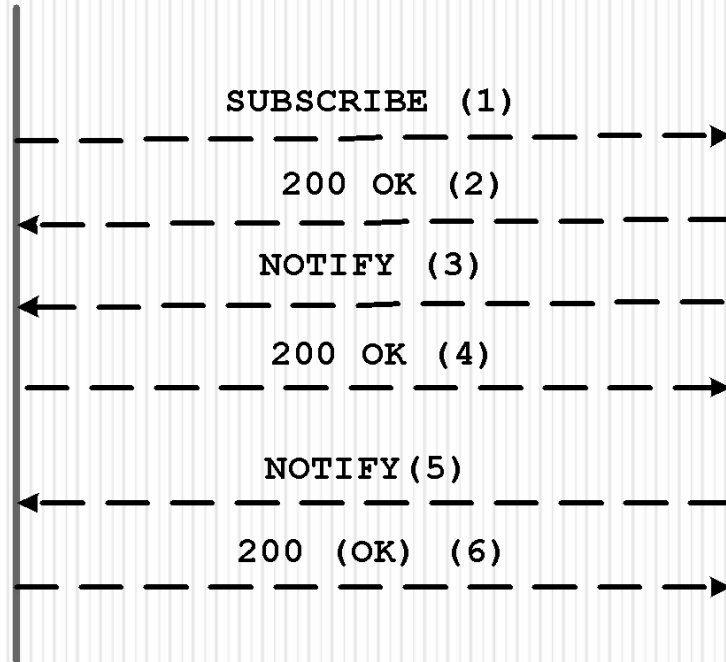 SUBSCRIBE (1)
200 OK (2)
NOTIFY (3)
200 OK (4)
NOTIFY(5)
200 (OK) (6)